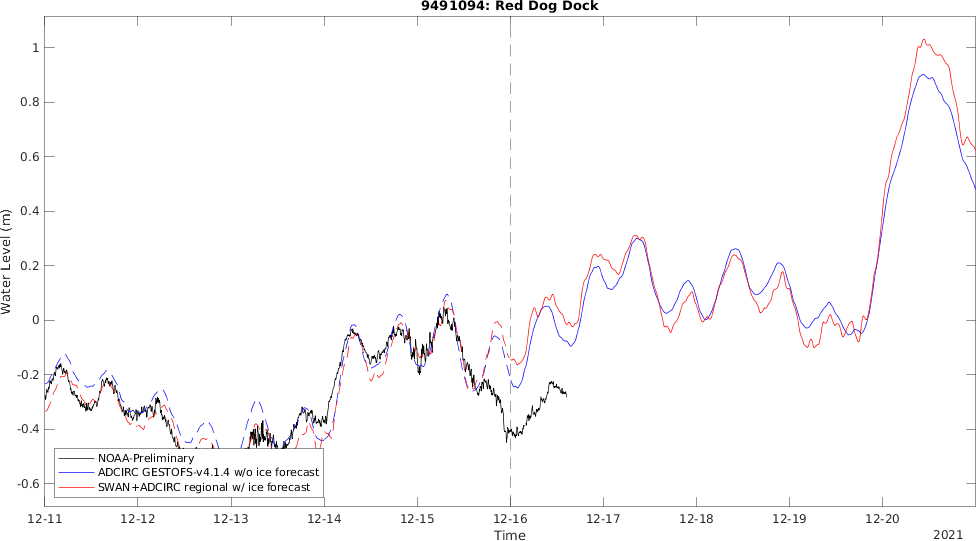 9491094: Red Dog Dock
Water Level (m)
1
0.8
0.6
0.4
0.2
0
-0.2
-0.4
-0.6
NOAA-Preliminary
ADCIRC GESTOFS-v4.1.4 w/o ice forecast
SWAN+ADCIRC regional w/ ice forecast
12-11 12-12 12-13 12-14 12-15 12-16 12-17 12-18 12-19 12-20
Time
2021